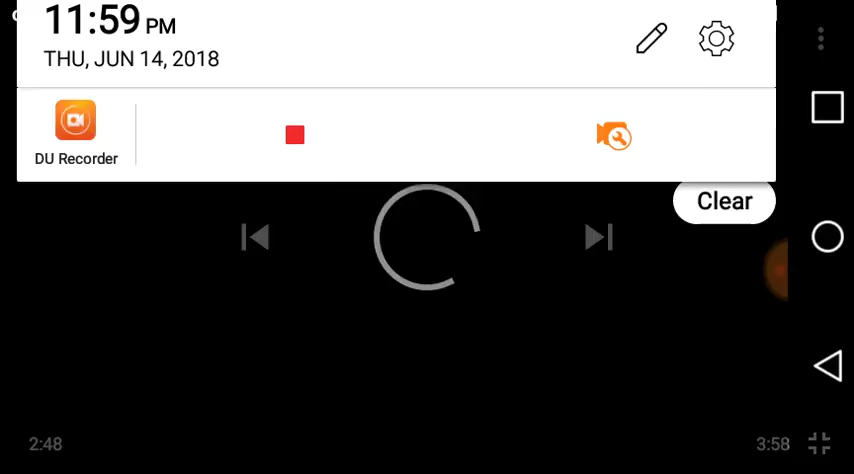 11:59 PM
THU, JUN 14, 2018
DU Recorder
Clear
2:48
3:58